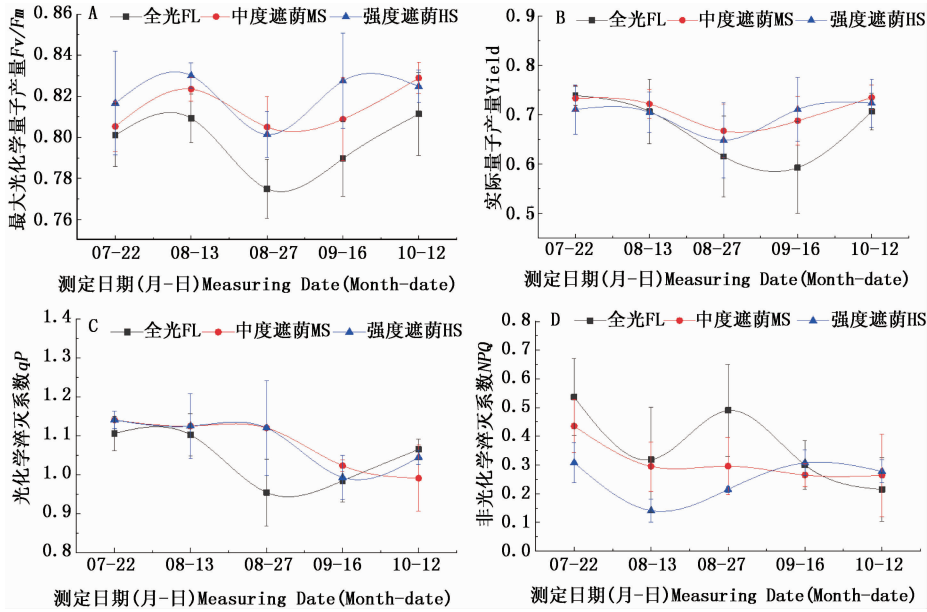 A
全光FL 中度遮荫MS 强度遮荫HS
最大光化学量子产量Fv/Fm
0.86
0.84
0.82
0.80
0.78
0.76
07-22 08-13 08-27 09-16 10-12
测定日期(月-日)Measuring Date(Month-date)
B
全光FL 中度遮荫MS 强度遮荫HS
实际量子产量Yield
0.9
0.8
0.7
0.6
0.5
07-22 08-13 08-27 09-16 10-12
测定日期(月-日)Measuring Date(Month-date)
C
全光FL 中度遮荫MS 强度遮荫HS
光化学淬灭系数qP
1.4
1.3
1.1
1.1
1.0
0.9
0.8
07-22 08-13 08-27 09-16 10-12
测定日期(月-日)Measuring Date(Month-date)
D
全光FL 中度遮荫MS 强度遮荫HS
非光化学淬灭系数NPQ
0.8
0.7
0.6
0.5
0.4
0.3
0.2
0.1
0.0
07-22 08-13 08-27 09-16 10-12
测定日期(月-日)Measuring Date(Month-date)